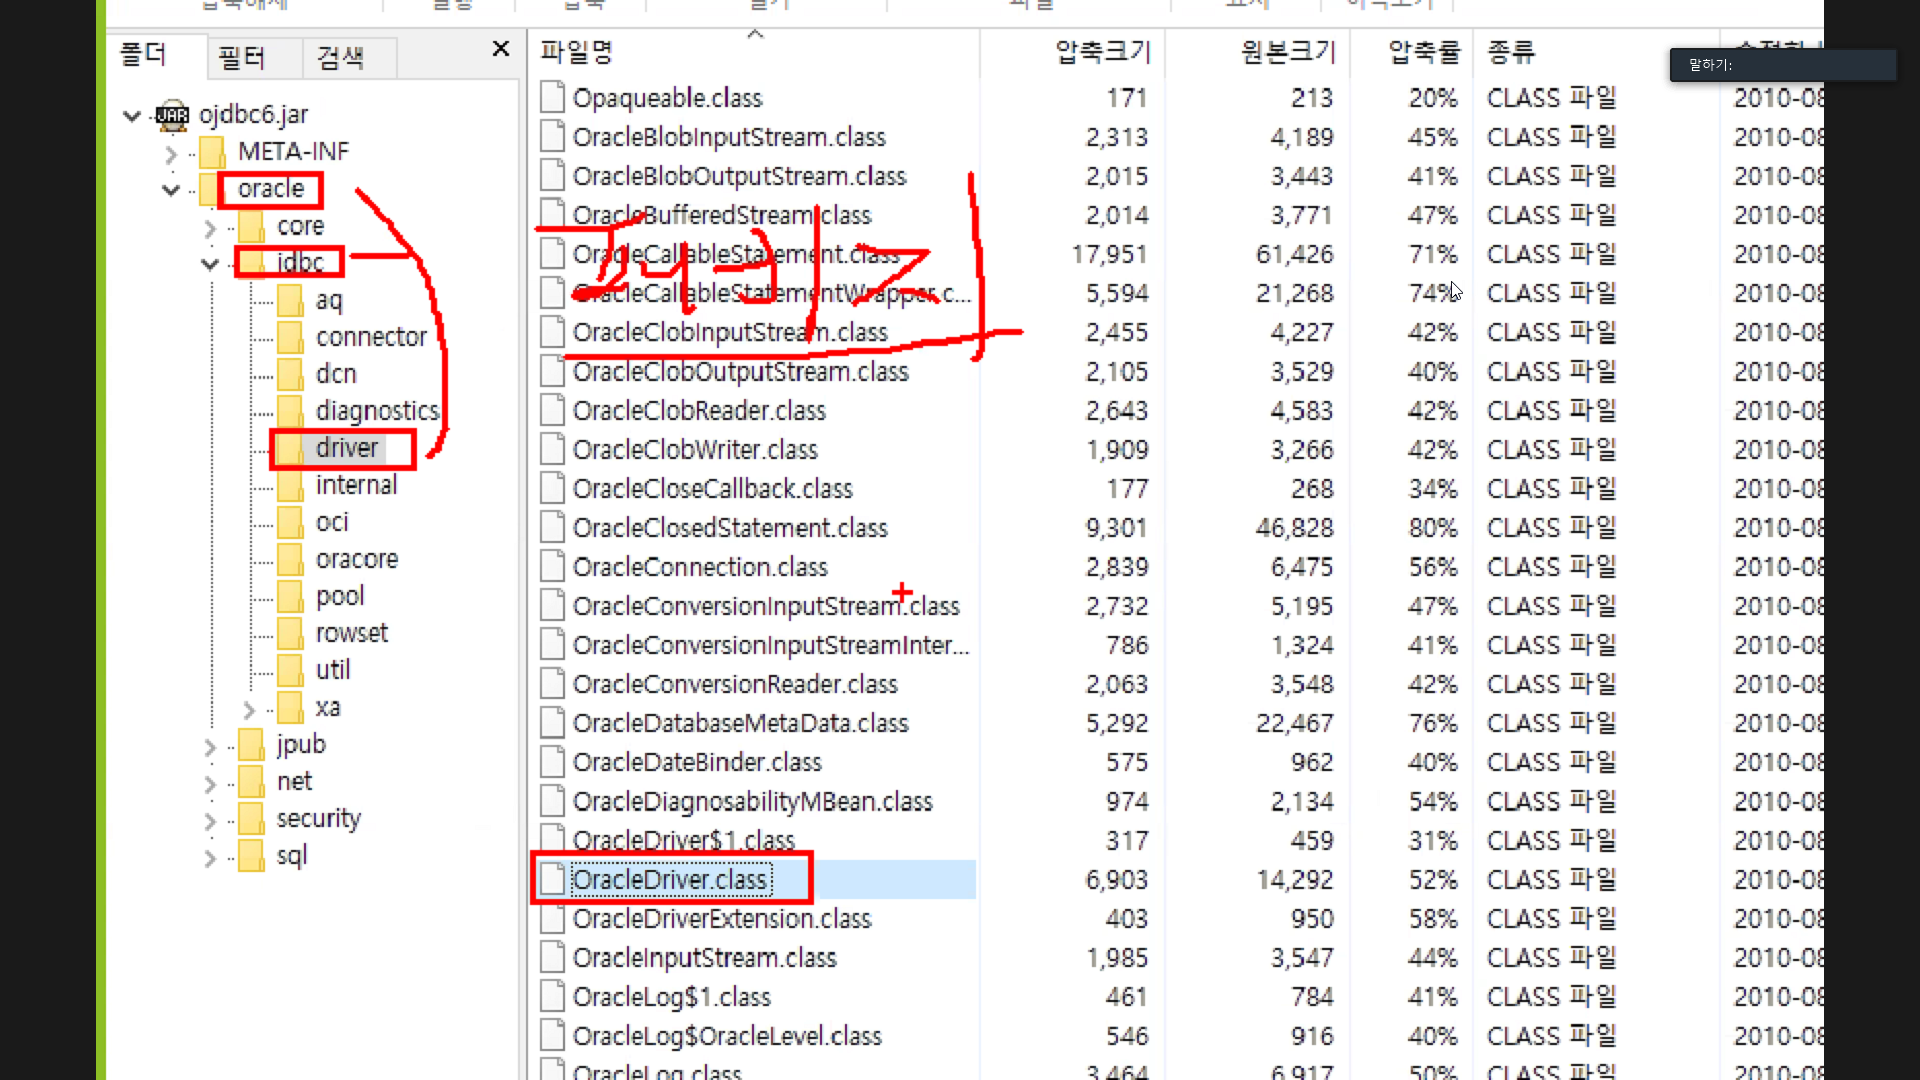 폴더 필터 검색
ojdbc6.jar
META-INF
oracle
core
jdbc
aq
connector
dcn
diagnostics
driver
internal
oci
oracore
pool
rowset
util
xa
jpub
net
security
sql
파일명 압축크기 원본크기 압축률 종류
말하기:
Opaqueable.class 171 213 20% CLASS 파일 2010-08
OracleBlobInputStream.class 2,313 4,189 45% CLASS 파일 2010-08
OracleBlobOutputStream.class 2,015 3,443 41% CLASS 파일 2010-08
OracleBufferedStream.class 2,014 3,771 47% CLASS 파일 2010-08
OracleCallableStatement.class 17,951 61,426 71% CLASS 파일 2010-08
패키지
OracleCallableStatementWrapper.c... 5,594 21,268 74% CLASS 파일 2010-08
OracleClobInputStream.class 2,455 4,227 42% CLASS 파일 2010-08
OracleClobOutputStream.class 2,105 3,529 40% CLASS 파일 2010-08
OracleClobReader.class 2,643 4,583 42% CLASS 파일 2010-08
OracleClobWriter.class 1,909 3,266 42% CLASS 파일 2010-08
OracleCloseCallback.class 177 268 34% CLASS 파일 2010-08
OracleClosedStatement.class 9,301 46,828 80% CLASS 파일 2010-08
OracleConnection.class 2,839 6,475 56% CLASS 파일 2010-08
OracleConversionInputStream.class 2,732 5,195 47% CLASS 파일 2010-08
OracleConversionInputStreamInter... 786 1,324 41% CLASS 파일 2010-08
OracleConversionReader.class 2,063 3,548 42% CLASS 파일 2010-08
OracleDatabaseMetaData.class 5,292 22,467 76% CLASS 파일 2010-08
OracleDateBinder.class 575 962 40% CLASS 파일 2010-08
OracleDiagnosabilityMBean.class 974 2,134 54% CLASS 파일 2010-08
OracleDriver$1.class 317 459 31% CLASS 파일 2010-08
OracleDriver.class 6,903 14,292 52% CLASS 파일 2010-08
OracleDriverExtension.class 403 950 58% CLASS 파일 2010-08
OracleInputStream.class 1,985 3,547 44% CLASS 파일 2010-08
OracleLog$1.class 461 784 41% CLASS 파일 2010-08
OracleLog$OracleLevel.class 546 916 40% CLASS 파일 2010-08
OracleLog.class 3,464 6,917 50% CLASS 파일 2010-08